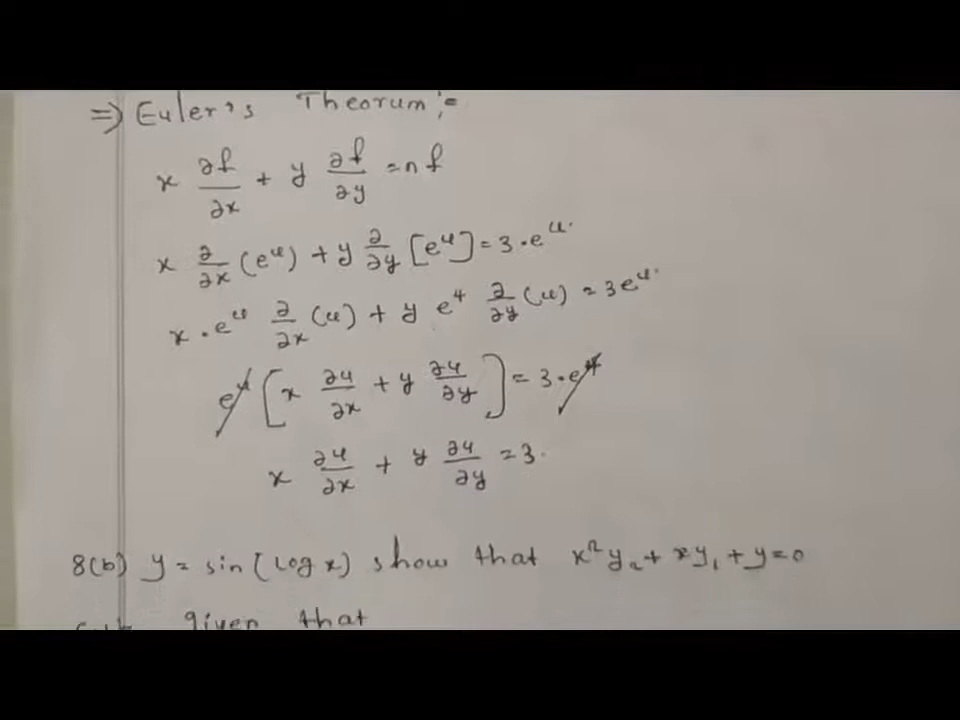 => Euler's Theorum :=
x ∂f/∂x + y ∂f/∂y = n f
x ∂/∂x (e^u) + y ∂/∂y [e^u] = 3 · e^u.
x · e^u ∂/∂x (u) + y e^u ∂/∂y (u) = 3e^u.
e^u [x ∂u/∂x + y ∂u/∂y] = 3 · e^u
x ∂u/∂x + y ∂u/∂y = 3.
8(b) y = sin (log x) show that x²y₂ + xy₁ + y = 0
given that